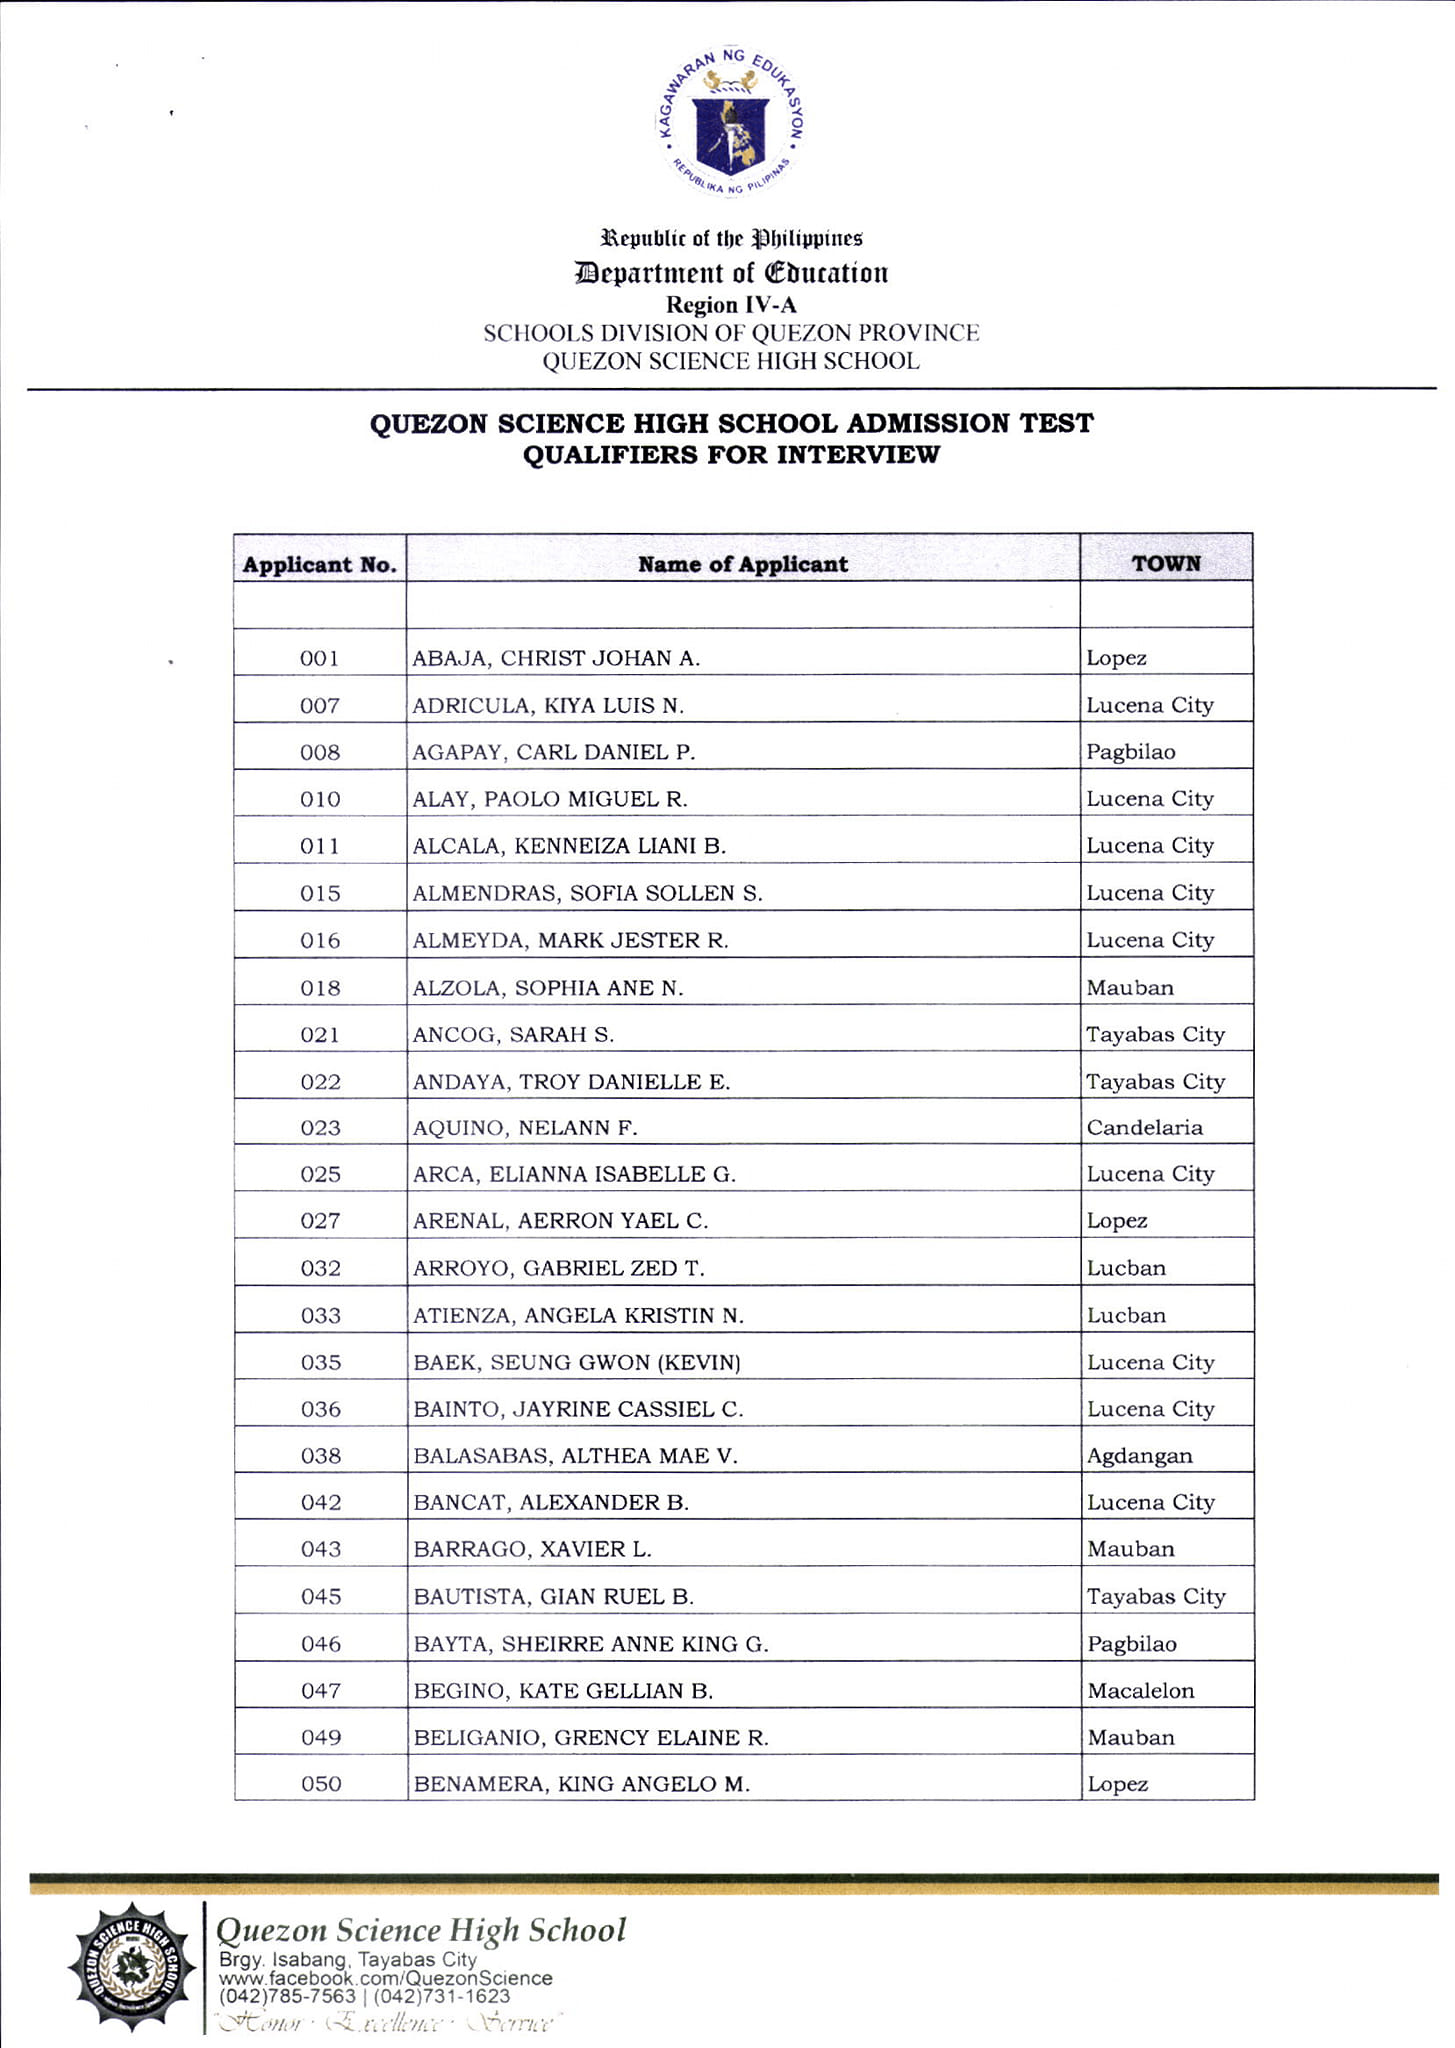 KAGAWARAN NG EDUKASYON
REPUBLIKA NG PILIPINAS
Republic of the Philippines
Department of Education
Region IV-A
SCHOOLS DIVISION OF QUEZON PROVINCE
QUEZON SCIENCE HIGH SCHOOL
QUEZON SCIENCE HIGH SCHOOL ADMISSION TEST
QUALIFIERS FOR INTERVIEW
Applicant No. Name of Applicant TOWN
001 ABAJA, CHRIST JOHAN A. Lopez
007 ADRICULA, KIYA LUIS N. Lucena City
008 AGAPAY, CARL DANIEL P. Pagbilao
010 ALAY, PAOLO MIGUEL R. Lucena City
011 ALCALA, KENNEIZA LIANI B. Lucena City
015 ALMENDRAS, SOFIA SOLLEN S. Lucena City
016 ALMEYDA, MARK JESTER R. Lucena City
018 ALZOLA, SOPHIA ANE N. Mauban
021 ANCOG, SARAH S. Tayabas City
022 ANDAYA, TROY DANIELLE E. Tayabas City
023 AQUINO, NELANN F. Candelaria
025 ARCA, ELIANNA ISABELLE G. Lucena City
027 ARENAL, AERRON YAEL C. Lopez
032 ARROYO, GABRIEL ZED T. Lucban
033 ATIENZA, ANGELA KRISTIN N. Lucban
035 BAEK, SEUNG GWON (KEVIN) Lucena City
036 BAINTO, JAYRINE CASSIEL C. Lucena City
038 BALASABAS, ALTHEA MAE V. Agdangan
042 BANCAT, ALEXANDER B. Lucena City
043 BARRAGO, XAVIER L. Mauban
045 BAUTISTA, GIAN RUEL B. Tayabas City
046 BAYTA, SHEIRRE ANNE KING G. Pagbilao
047 BEGINO, KATE GELLIAN B. Macalelon
049 BELIGANIO, GRENCY ELAINE R. Mauban
050 BENAMERA, KING ANGELO M. Lopez
QUEZON SCIENCE HIGH SCHOOL
Quezon Science High School
Brgy. Isabang, Tayabas City
www.facebook.com/QuezonScience
(042)785-7563 | (042)731-1623
"Honor · Excellence · Service"